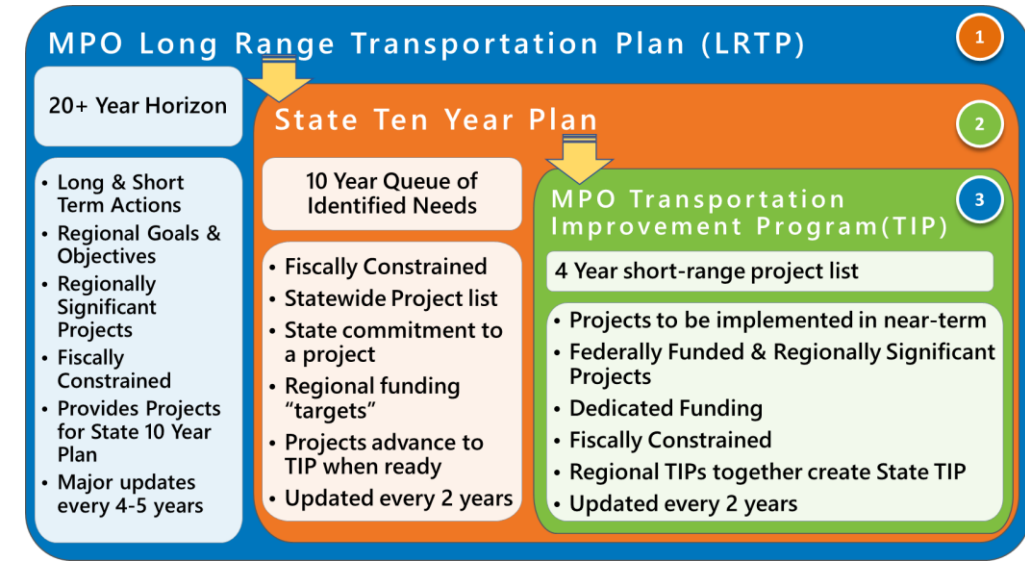 MPO Long Range Transportation Plan (LRTP)
1
20+ Year Horizon
• Long & Short
Term Actions
• Regional Goals &
Objectives
• Regionally
Significant
Projects
• Fiscally
Constrained
• Provides Projects
for State 10 Year
Plan
• Major updates
every 4-5 years
State Ten Year Plan
2
10 Year Queue of
Identified Needs
• Fiscally Constrained
• Statewide Project list
• State commitment to
a project
• Regional funding
“targets”
• Projects advance to
TIP when ready
• Updated every 2 years
MPO Transportation
Improvement Program(TIP)
3
4 Year short-range project list
• Projects to be implemented in near-term
• Federally Funded & Regionally Significant
Projects
• Dedicated Funding
• Fiscally Constrained
• Regional TIPs together create State TIP
• Updated every 2 years